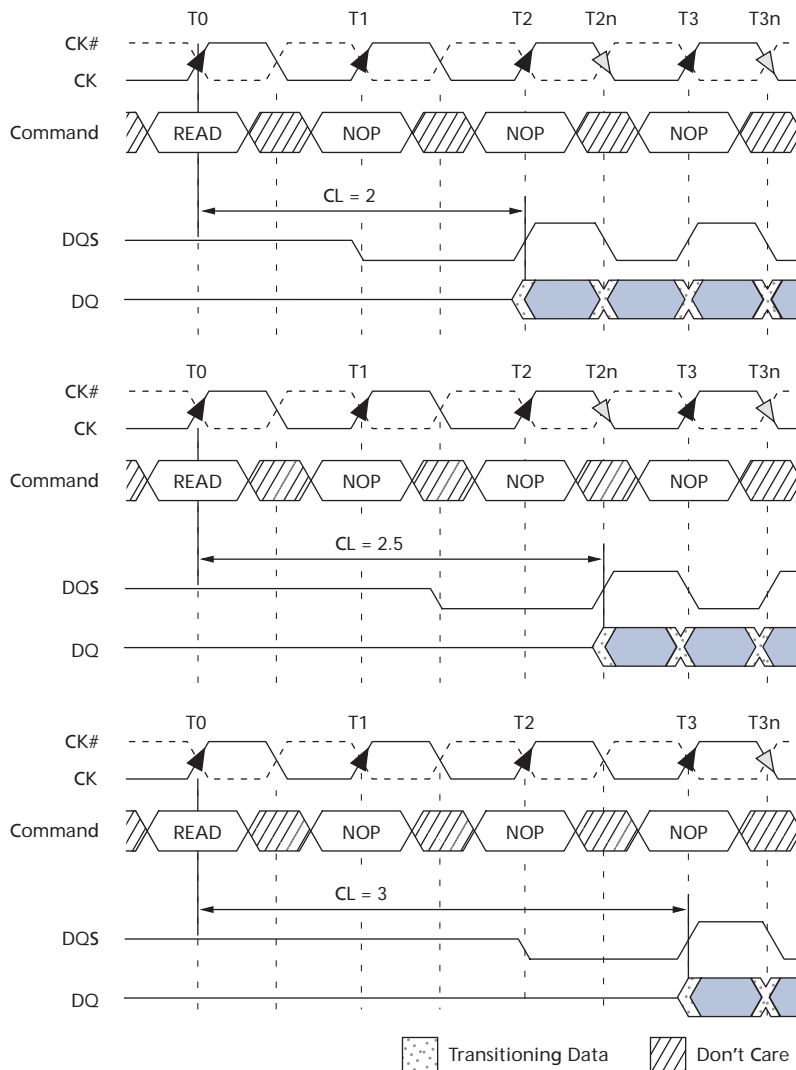 T0 T1 T2 T2n T3 T3n
CK#
CK
Command READ NOP NOP NOP
CL = 2
DQS
DQ
T0 T1 T2 T2n T3 T3n
CK#
CK
Command READ NOP NOP NOP
CL = 2.5
DQS
DQ
T0 T1 T2 T3 T3n
CK#
CK
Command READ NOP NOP NOP
CL = 3
DQS
DQ
Transitioning Data Don't Care